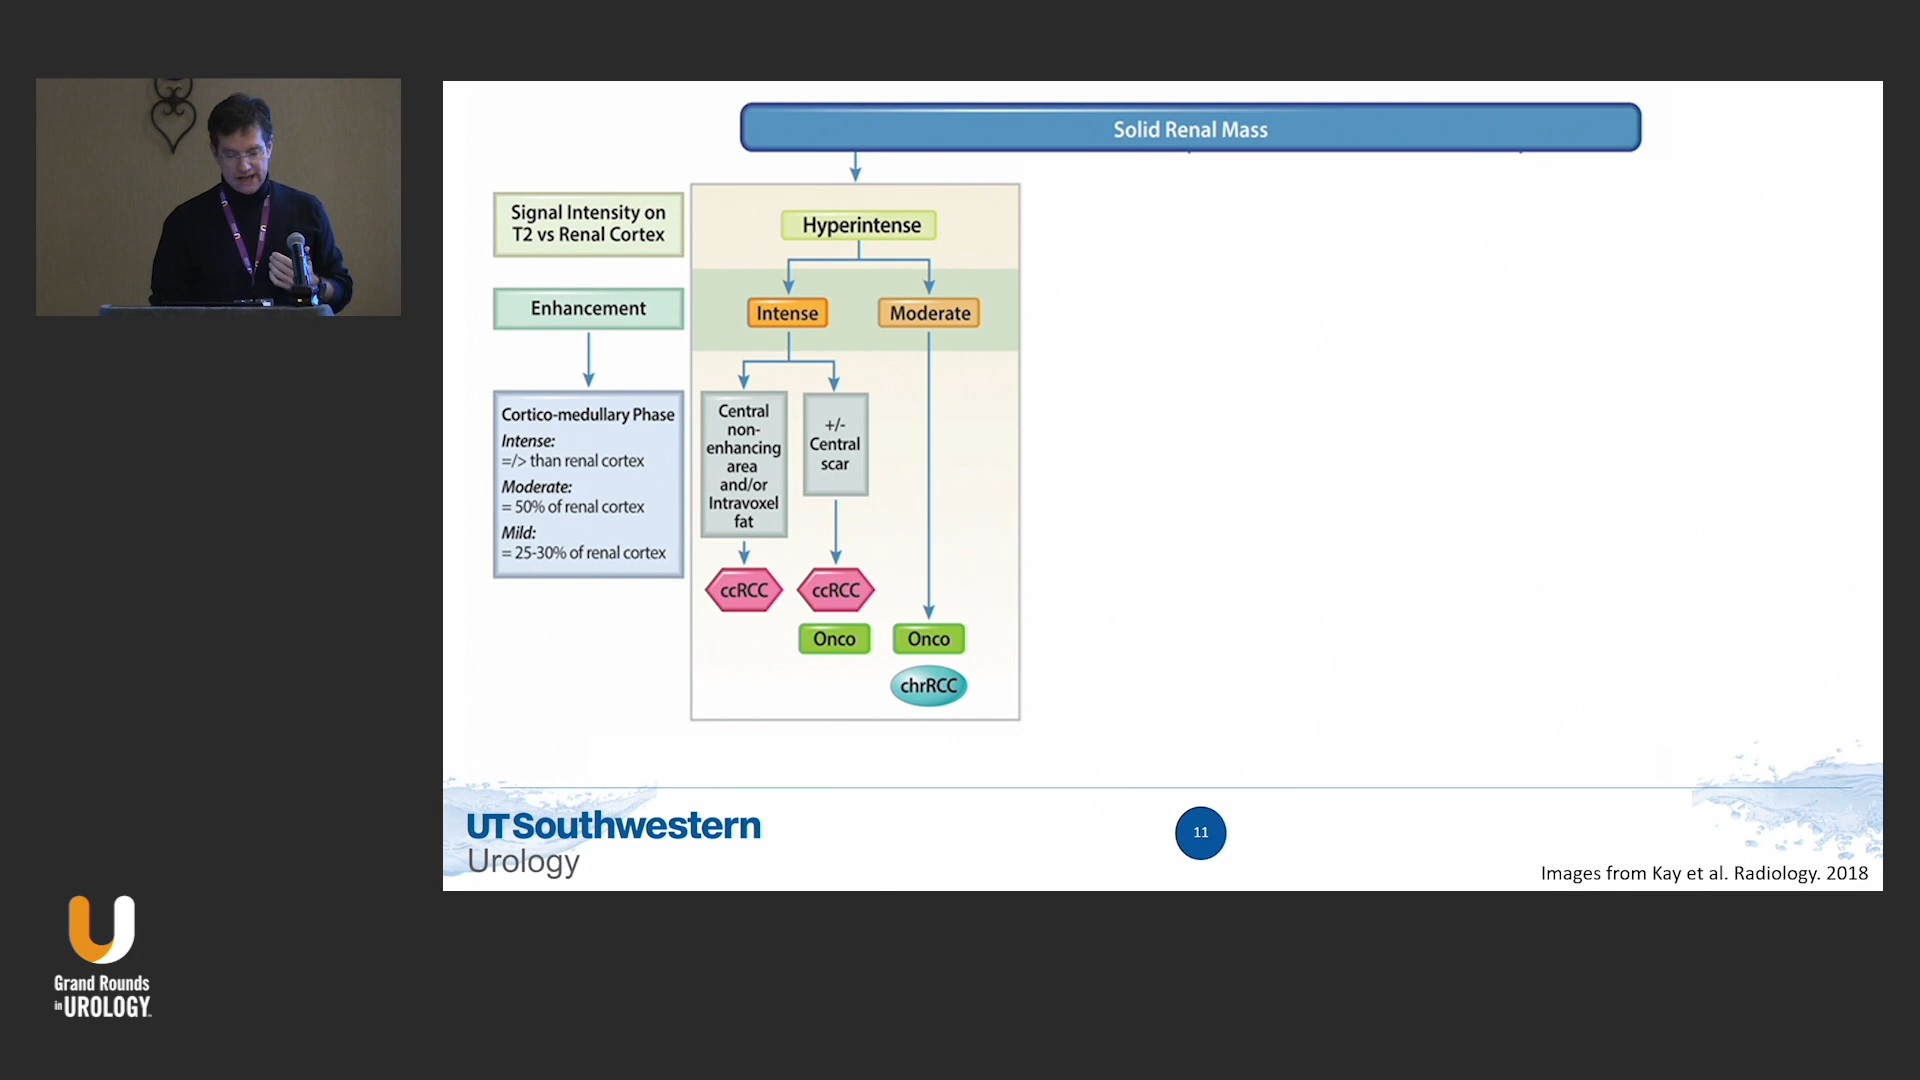 Solid Renal Mass
Signal Intensity on
T2 vs Renal Cortex
Hyperintense
Enhancement
Intense
Moderate
Cortico-medullary Phase
Intense:
=/> than renal cortex
Moderate:
= 50% of renal cortex
Mild:
= 25-30% of renal cortex
Central
non-
enhancing
area
and/or
Intravoxel
fat
+/-
Central
scar
ccRCC
ccRCC
Onco
Onco
chrRCC
UT Southwestern
Urology
11
Images from Kay et al. Radiology. 2018
Grand Rounds
in UROLOGY